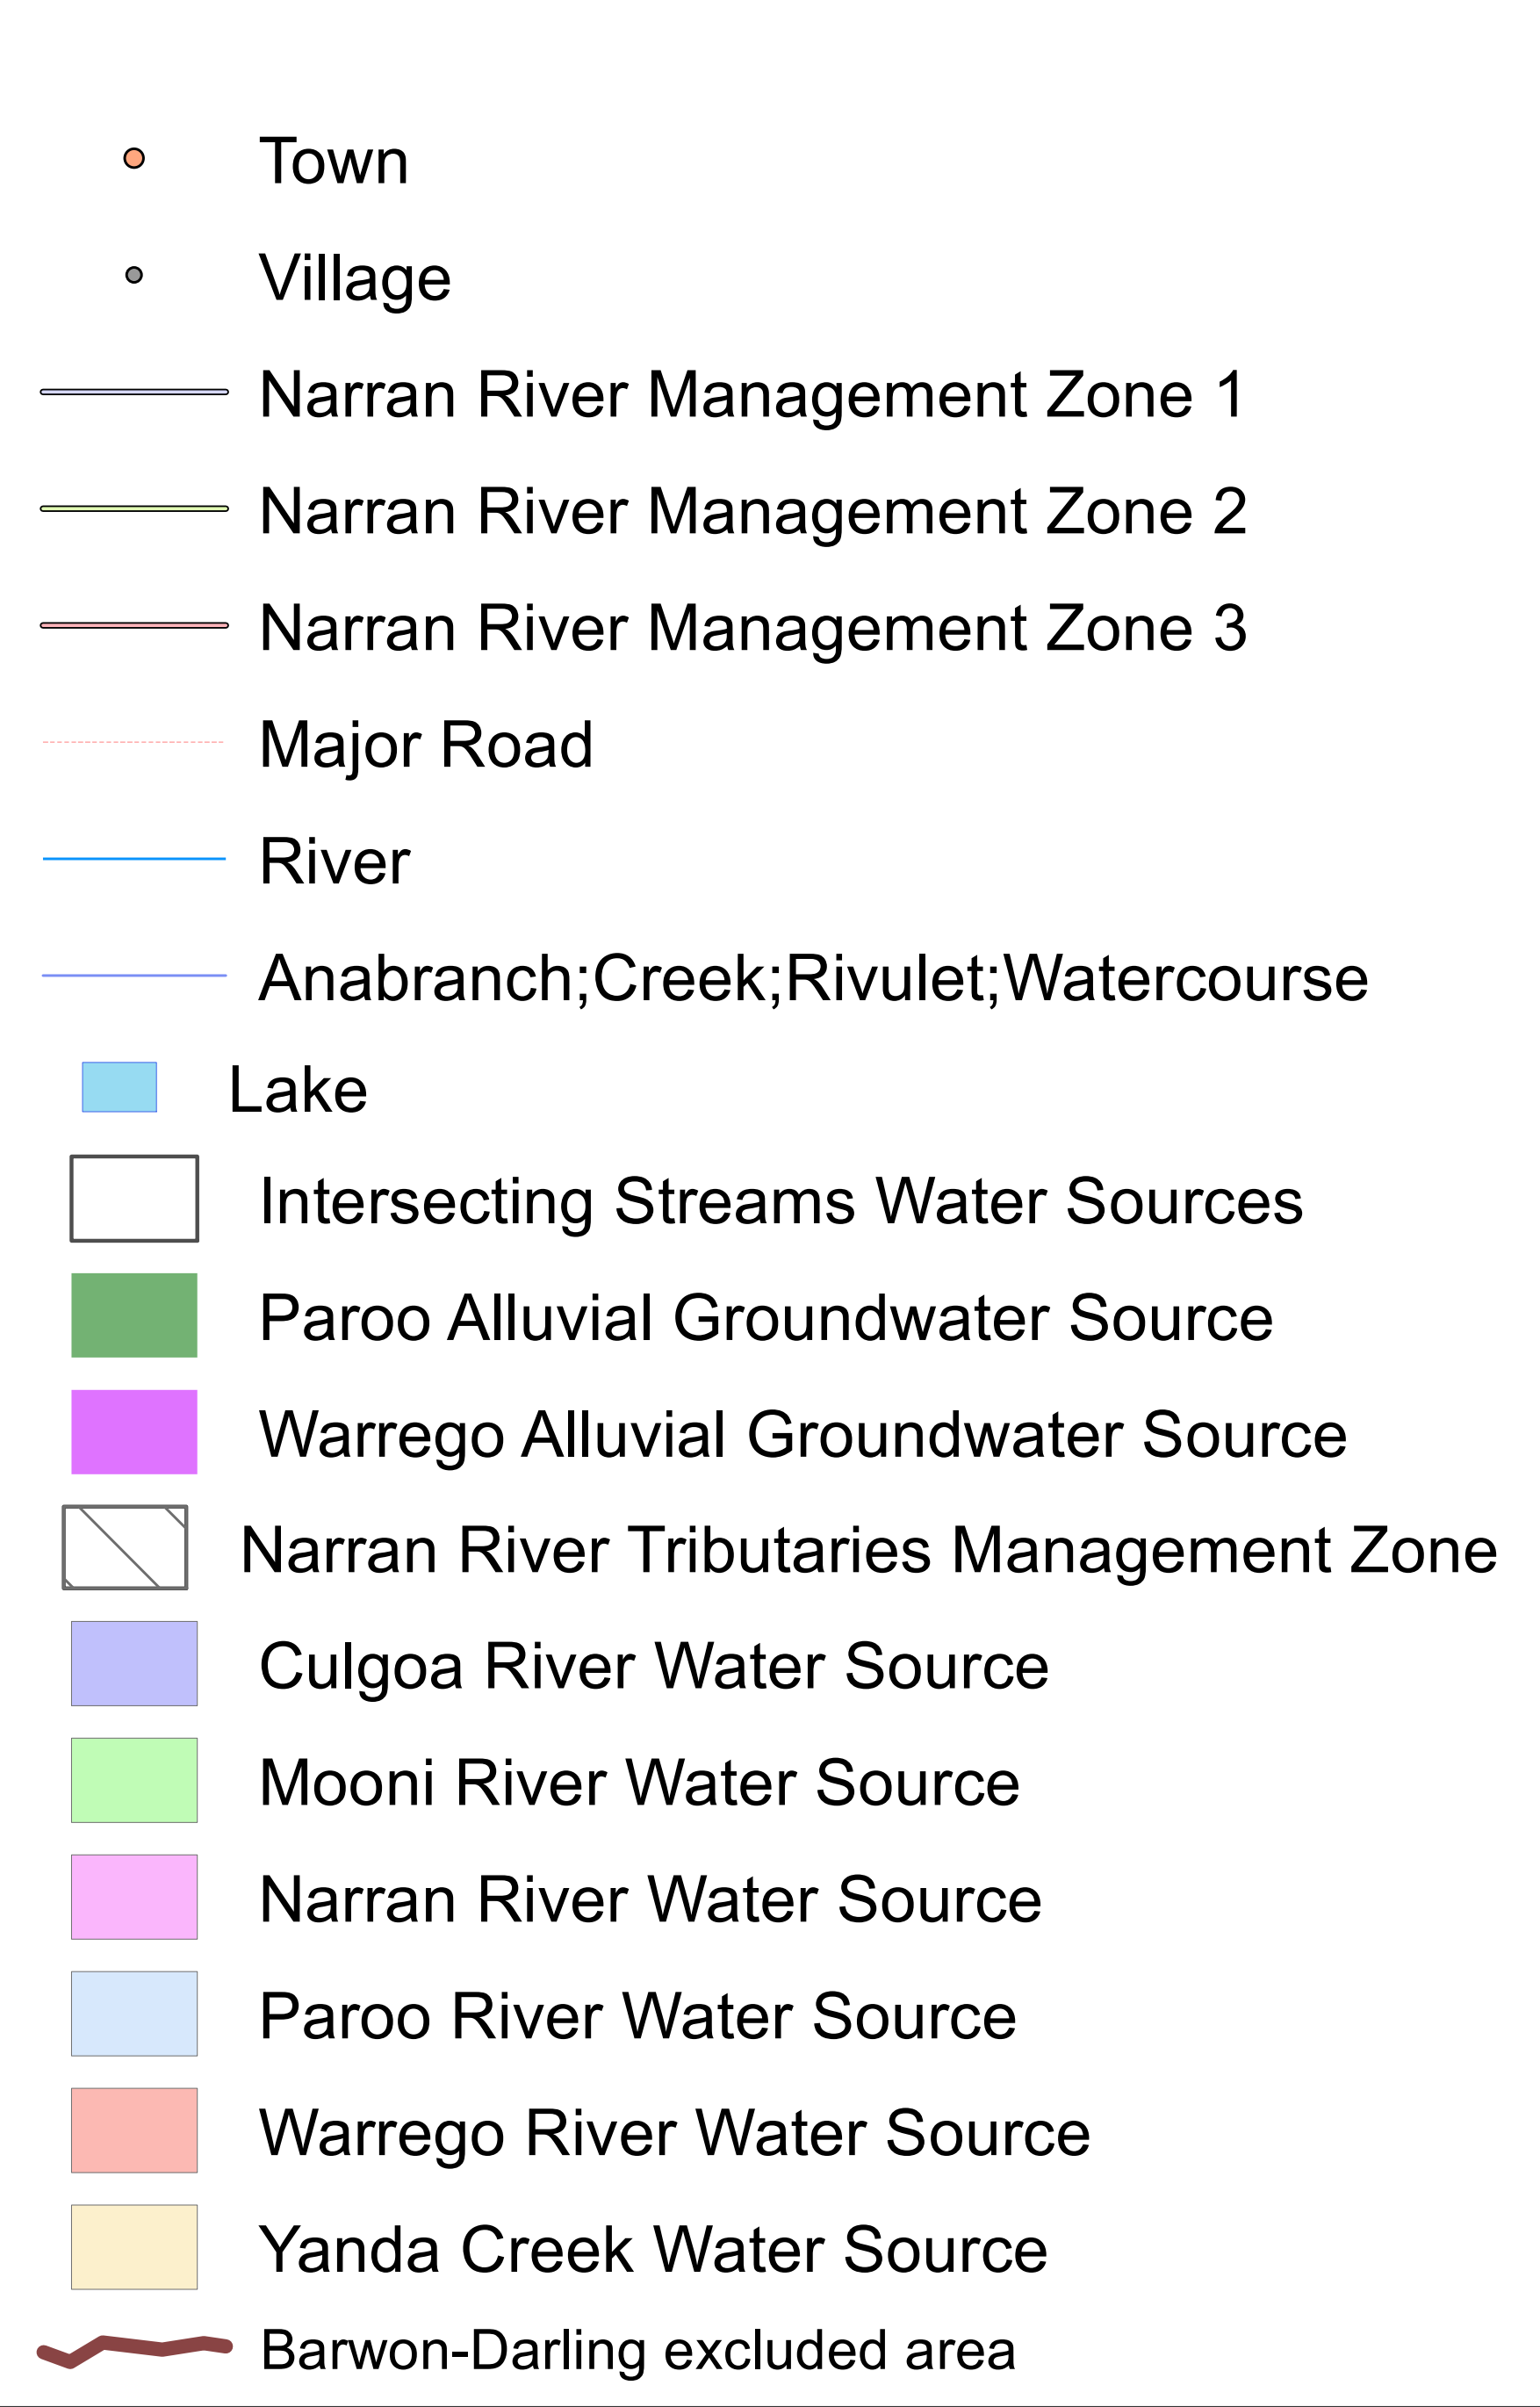 Town
Village
Narran River Management Zone 1
Narran River Management Zone 2
Narran River Management Zone 3
Major Road
River
Anabranch;Creek;Rivulet;Watercourse
Lake
Intersecting Streams Water Sources
Paroo Alluvial Groundwater Source
Warrego Alluvial Groundwater Source
Narran River Tributaries Management Zone
Culgoa River Water Source
Mooni River Water Source
Narran River Water Source
Paroo River Water Source
Warrego River Water Source
Yanda Creek Water Source
Barwon-Darling excluded area